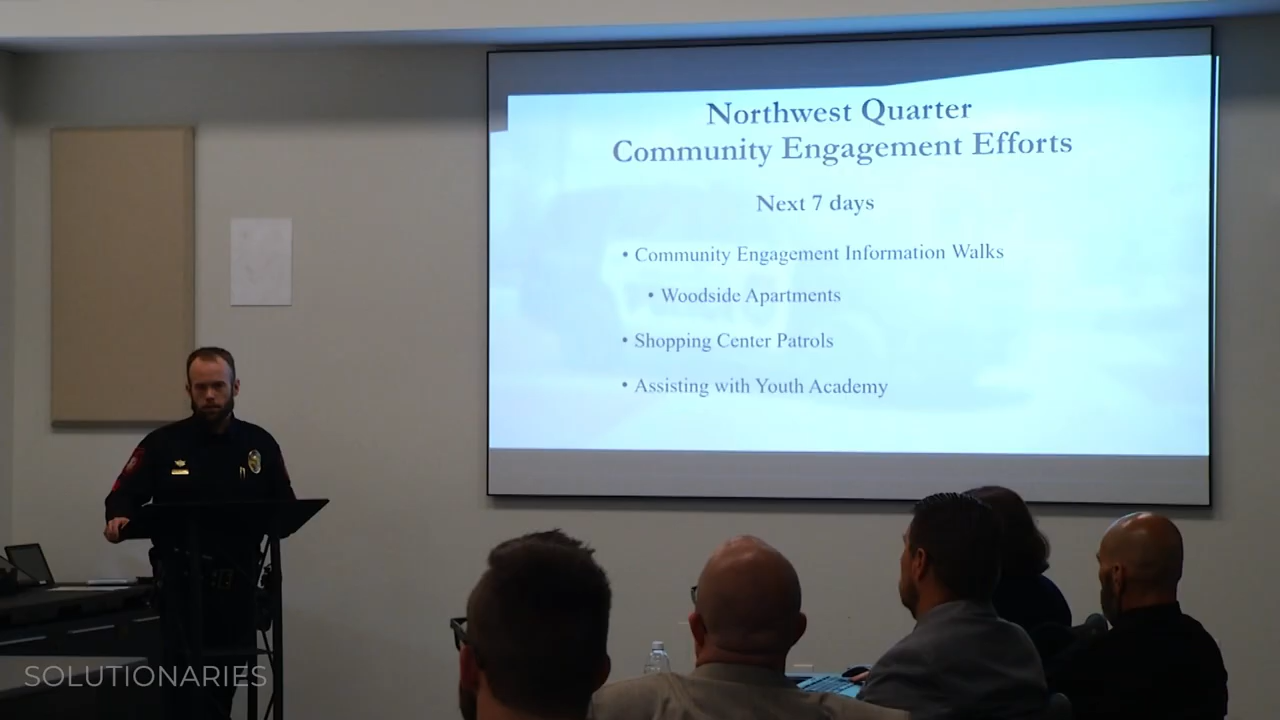 Northwest Quarter
Community Engagement Efforts
Next 7 days
• Community Engagement Information Walks
• Woodside Apartments
• Shopping Center Patrols
• Assisting with Youth Academy
SOLUTIONARIES